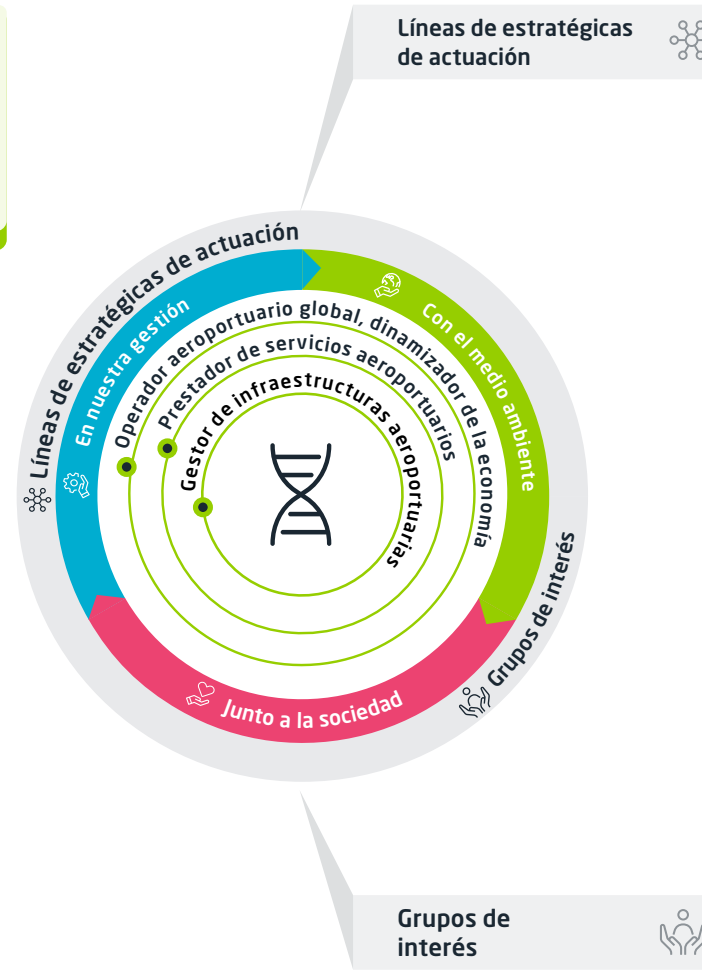 Líneas de estratégicas
de actuación
Líneas de estratégicas de actuación
En nuestra gestión
Con el medio ambiente
Operador aeroportuario global, dinamizador de la economía
Prestador de servicios aeroportuarios
Gestor de infraestructuras aeroportuarias
Grupos de interés
Junto a la sociedad
Grupos de
interés